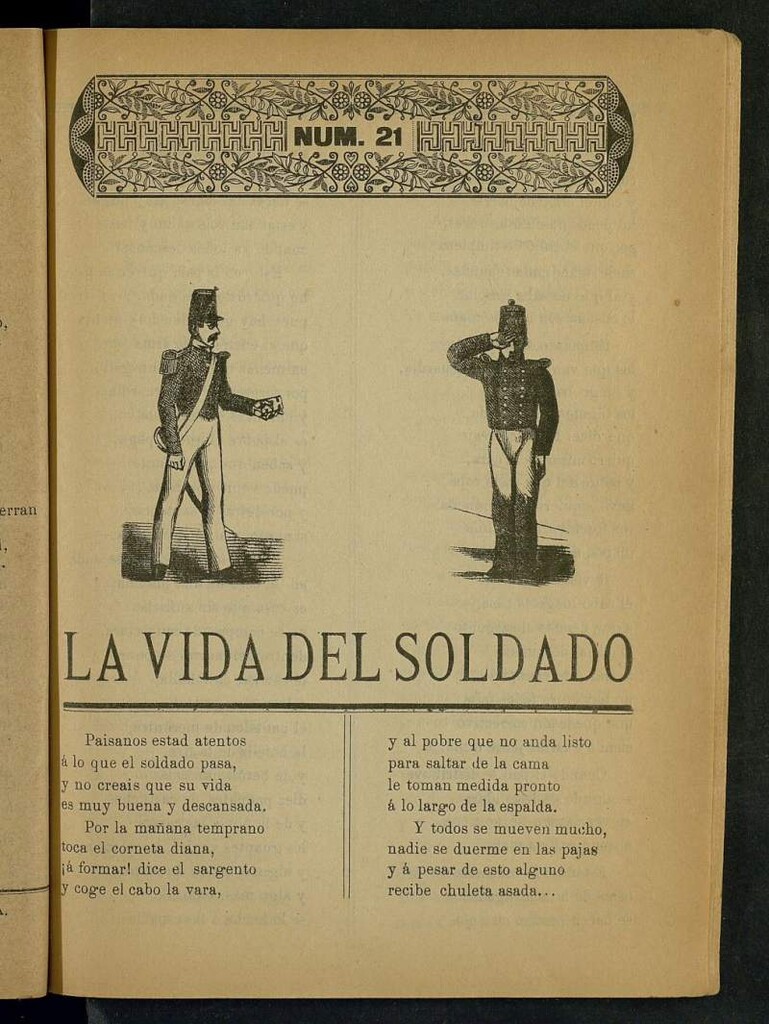 NUM. 21
LA VIDA DEL SOLDADO
Paisanos estad atentos
á lo que el soldado pasa,
y no creais que su vida
es muy buena y descansada.
Por la mañana temprano
toca el corneta diana,
¡á formar! dice el sargento
y coge el cabo la vara,
y al pobre que no anda listo
para saltar de la cama
le toman medida pronto
á lo largo de la espalda.
Y todos se mueven mucho,
nadie se duerme en las pajas
y á pesar de esto alguno
recibe chuleta asada...